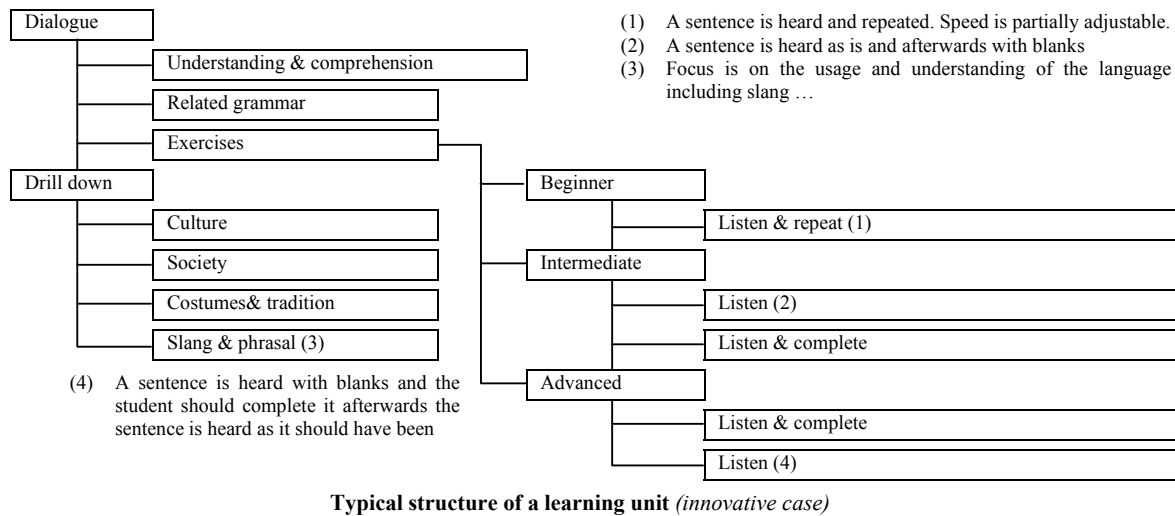 Dialogue
Understanding & comprehension
Related grammar
Exercises
Drill down
Culture
Society
Costumes& tradition
Slang & phrasal (3)
(1) A sentence is heard and repeated. Speed is partially adjustable.
(2) A sentence is heard as is and afterwards with blanks
(3) Focus is on the usage and understanding of the language
including slang …
Beginner
Listen & repeat (1)
Intermediate
Listen (2)
Listen & complete
Advanced
Listen & complete
Listen (4)
(4) A sentence is heard with blanks and the
student should complete it afterwards the
sentence is heard as it should have been
Typical structure of a learning unit (innovative case)